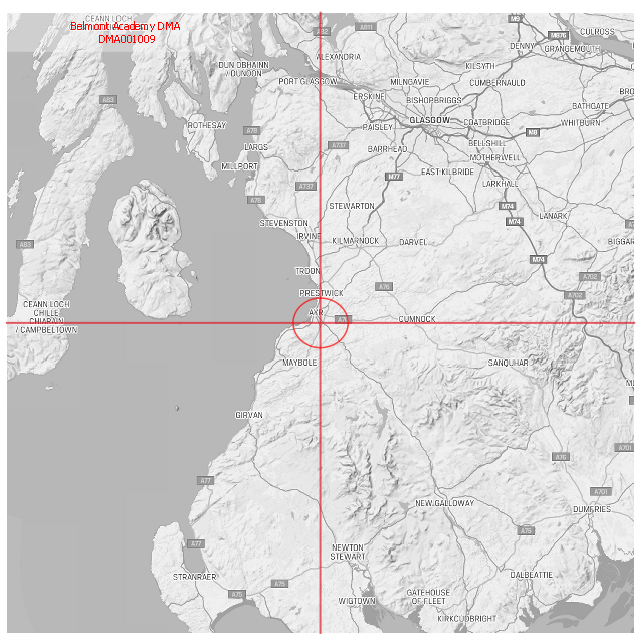 CEANN LOCH
Belmont Academy DMA
DMA001009
A82
A811
M9
CULROSS
M876
DENNY
GRANGEMOUTH
ALEXANDRIA
DUN OBHAINN
/ DUNOON
KILSYTH
PORT GLASGOW
MILNGAVIE
CUMBERNAULD
A83
ERSKINE
BISHOPBRIGGS
BATHGATE
BRO
ROTHESAY
GLASGOW
COATBRIDGE
WHITBURN
A78
PAISLEY
M8
LARGS
A737
BARRHEAD
BELLSHILL
MOTHERWELL
MILLPORT
EAST KILBRIDE
M77
LARKHALL
A737
A78
STEWARTON
M74
LANARK
M74
STEVENSTON
IRVINE
KILMARNOCK
DARVEL
BIGGAR
A83
M74
TROON
A702
A76
PRESTWICK
A702
CEANN LOCH
CHILLE
CHIARAIN
/ CAMPBELTOWN
AYR
CUMNOCK
MAYBOLE
SANQUHAR
GIRVAN
A701
A76
A77
A701
NEW GALLOWAY
DUMFRIES
A75
A77
NEWTON
STEWART
STRANRAER
DALBEATTIE
A75
A75
GATEHOUSE
OF FLEET
WIGTOWN
KIRKCUDBRIGHT